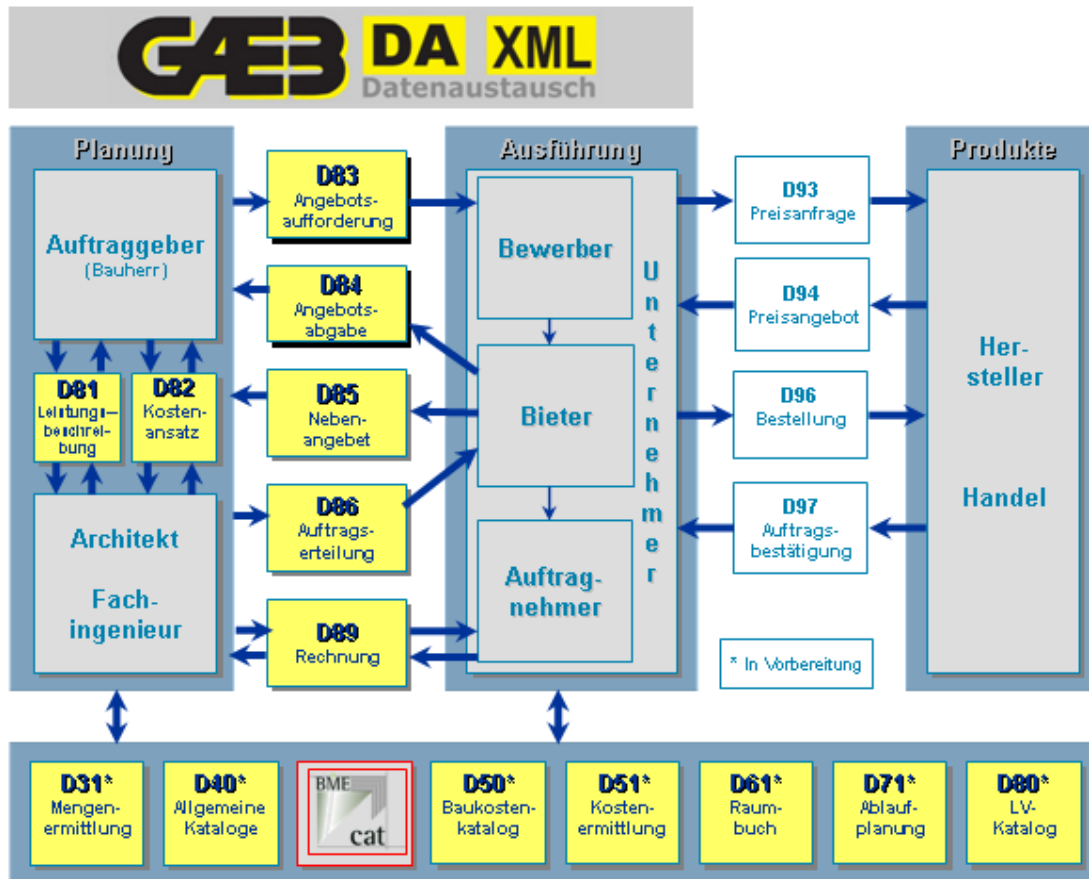 GAEB DA XML
Datenaustausch
Planung
Auftraggeber
(Bauherr)
D81
Leistungs—
beschrei-
bung
D82
Kosten-
ansatz
Architekt
Fach-
ingenieur
D83
Angebots-
aufforderung
D84
Angebots-
abgabe
D85
Neben-
angebet
D86
Auftrags-
erteilung
D89
Rechnung
Ausführung
Bewerber
Bieter
Auftrag-
nehmer
Unternehmer
D93
Preisanfrage
D94
Preisangebot
D96
Bestellung
D97
Auftrags-
bestätigung
* In Vorbereitung
Produkte
Her-
steller
Handel
D31*
Mengen-
ermittlung
D40*
Allgemeine
Kataloge
BME
cat
D50*
Baukosten-
katalog
D51*
Kosten-
ermittlung
D61*
Raum-
buch
D71*
Ablauf-
planung
D80*
LV-
Katalog